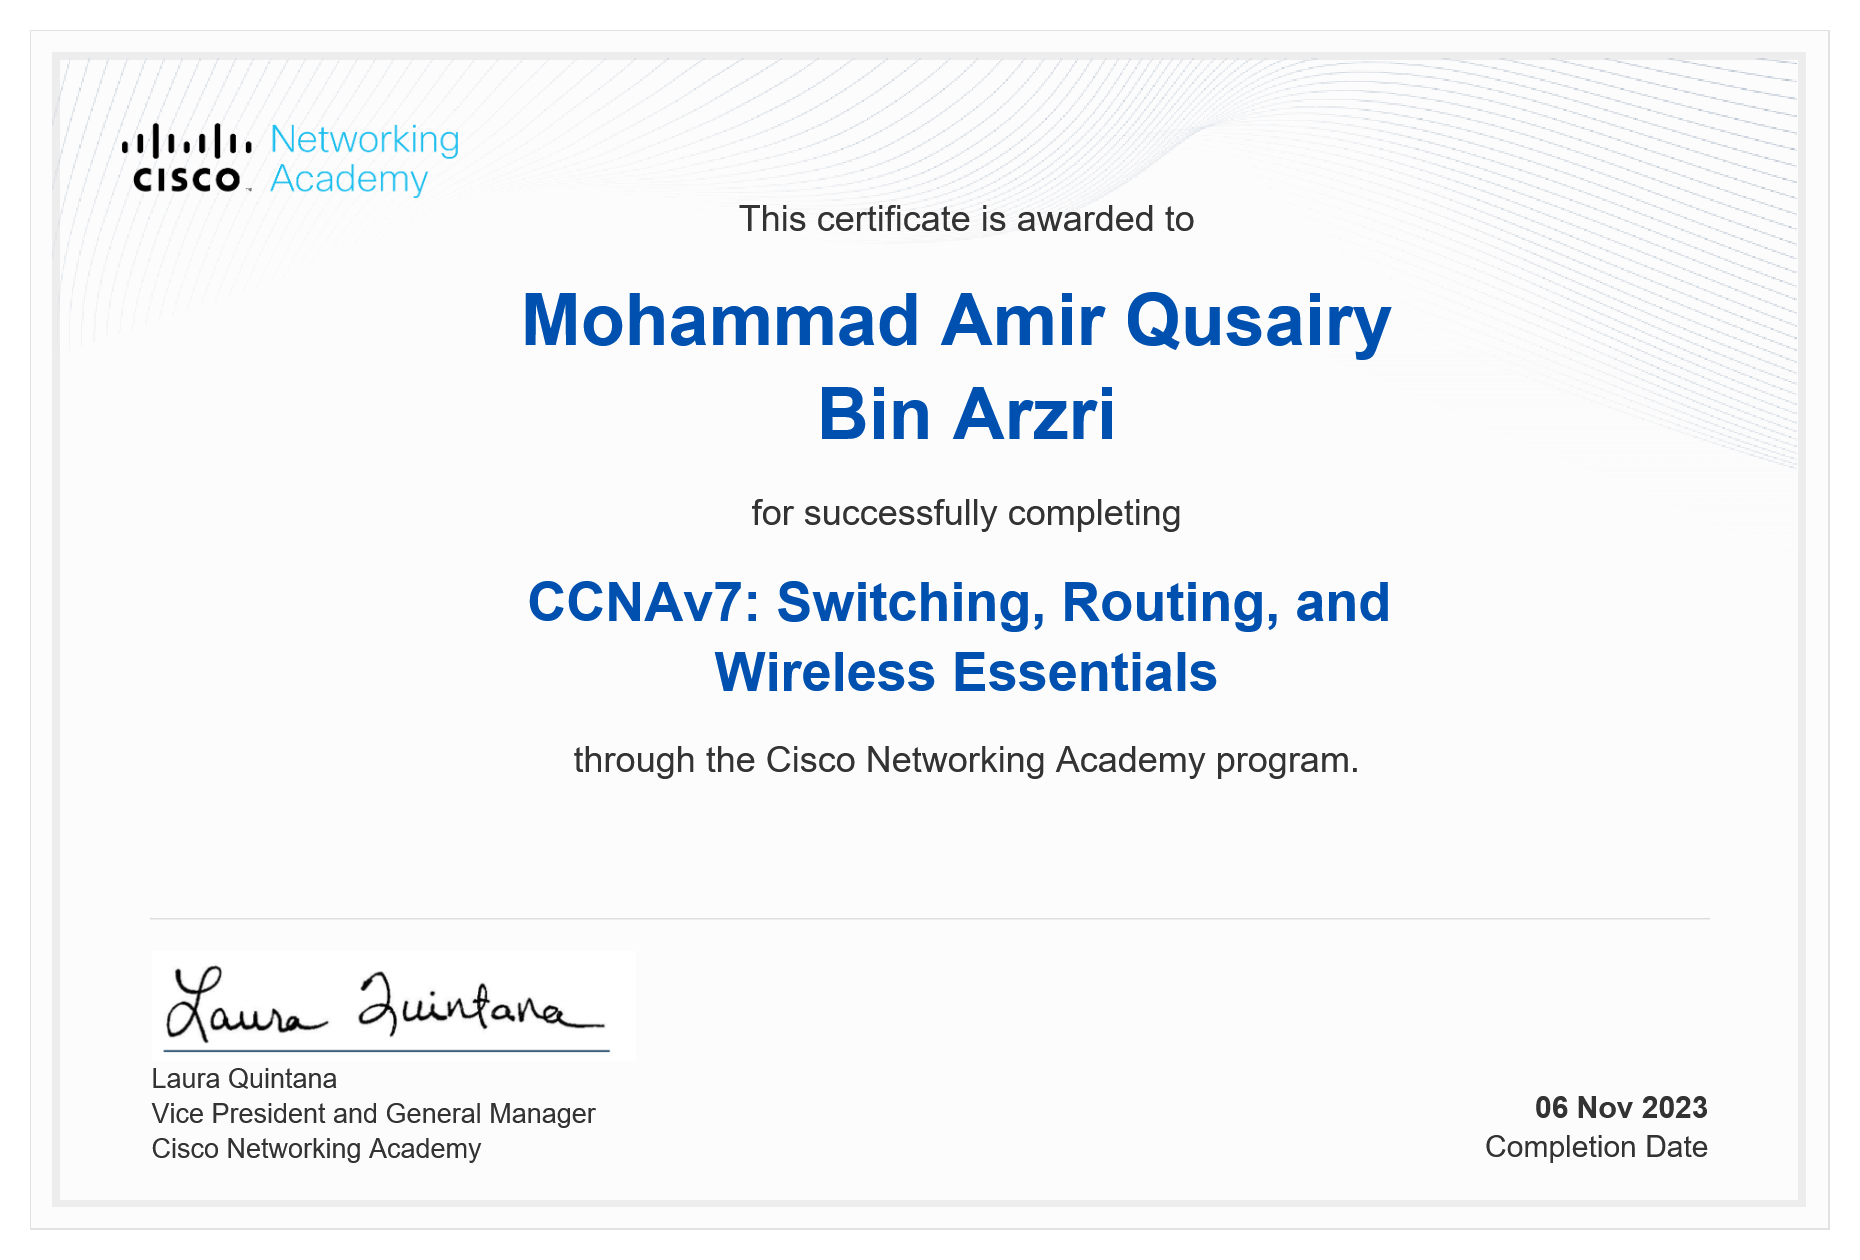 CISCO Networking
Academy
This certificate is awarded to
Mohammad Amir Qusairy
Bin Arzri
for successfully completing
CCNAv7: Switching, Routing, and
Wireless Essentials
through the Cisco Networking Academy program.
Laura Quintana
Laura Quintana
Vice President and General Manager
Cisco Networking Academy
06 Nov 2023
Completion Date